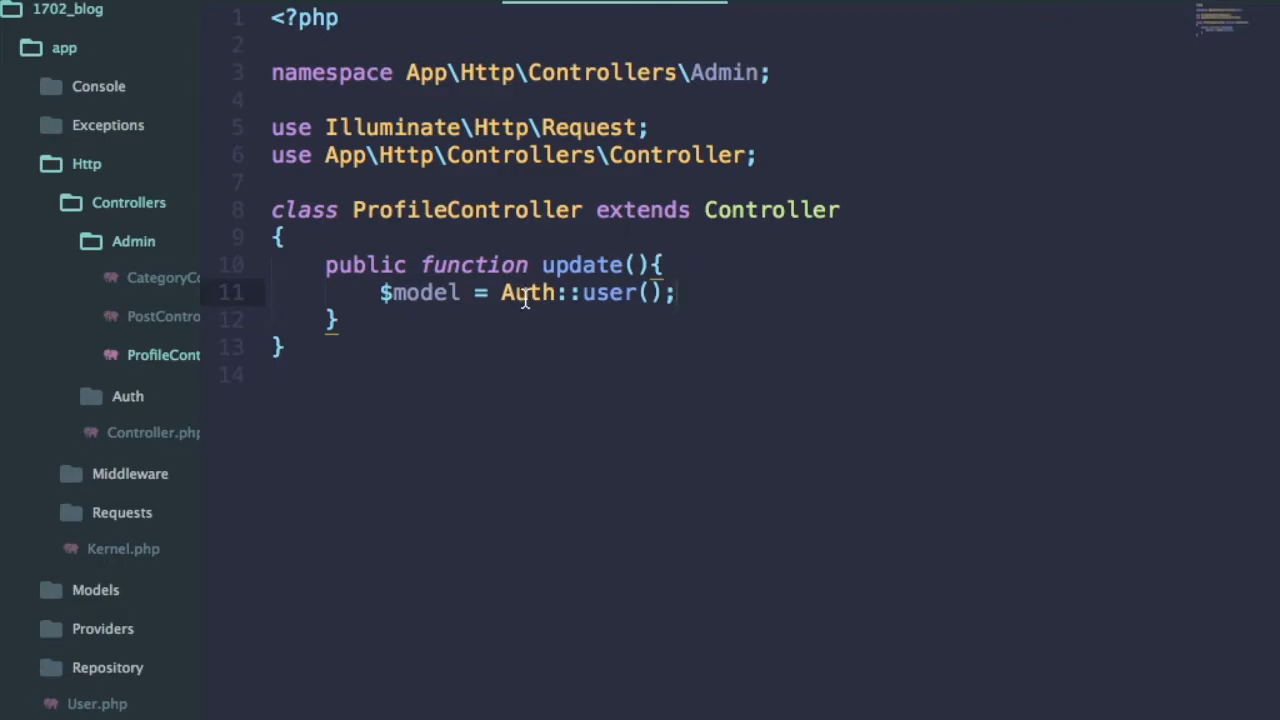 1702_blog
app
Console
Exceptions
Http
Controllers
Admin
CategoryCo
PostContro
ProfileCont
Auth
Controller.php
Middleware
Requests
Kernel.php
Models
Providers
Repository
User.php
1 <?php
2
3 namespace App\Http\Controllers\Admin;
4
5 use Illuminate\Http\Request;
6 use App\Http\Controllers\Controller;
7
8 class ProfileController extends Controller
9 {
10 public function update(){
11 $model = Auth::user();
12 }
13 }
14